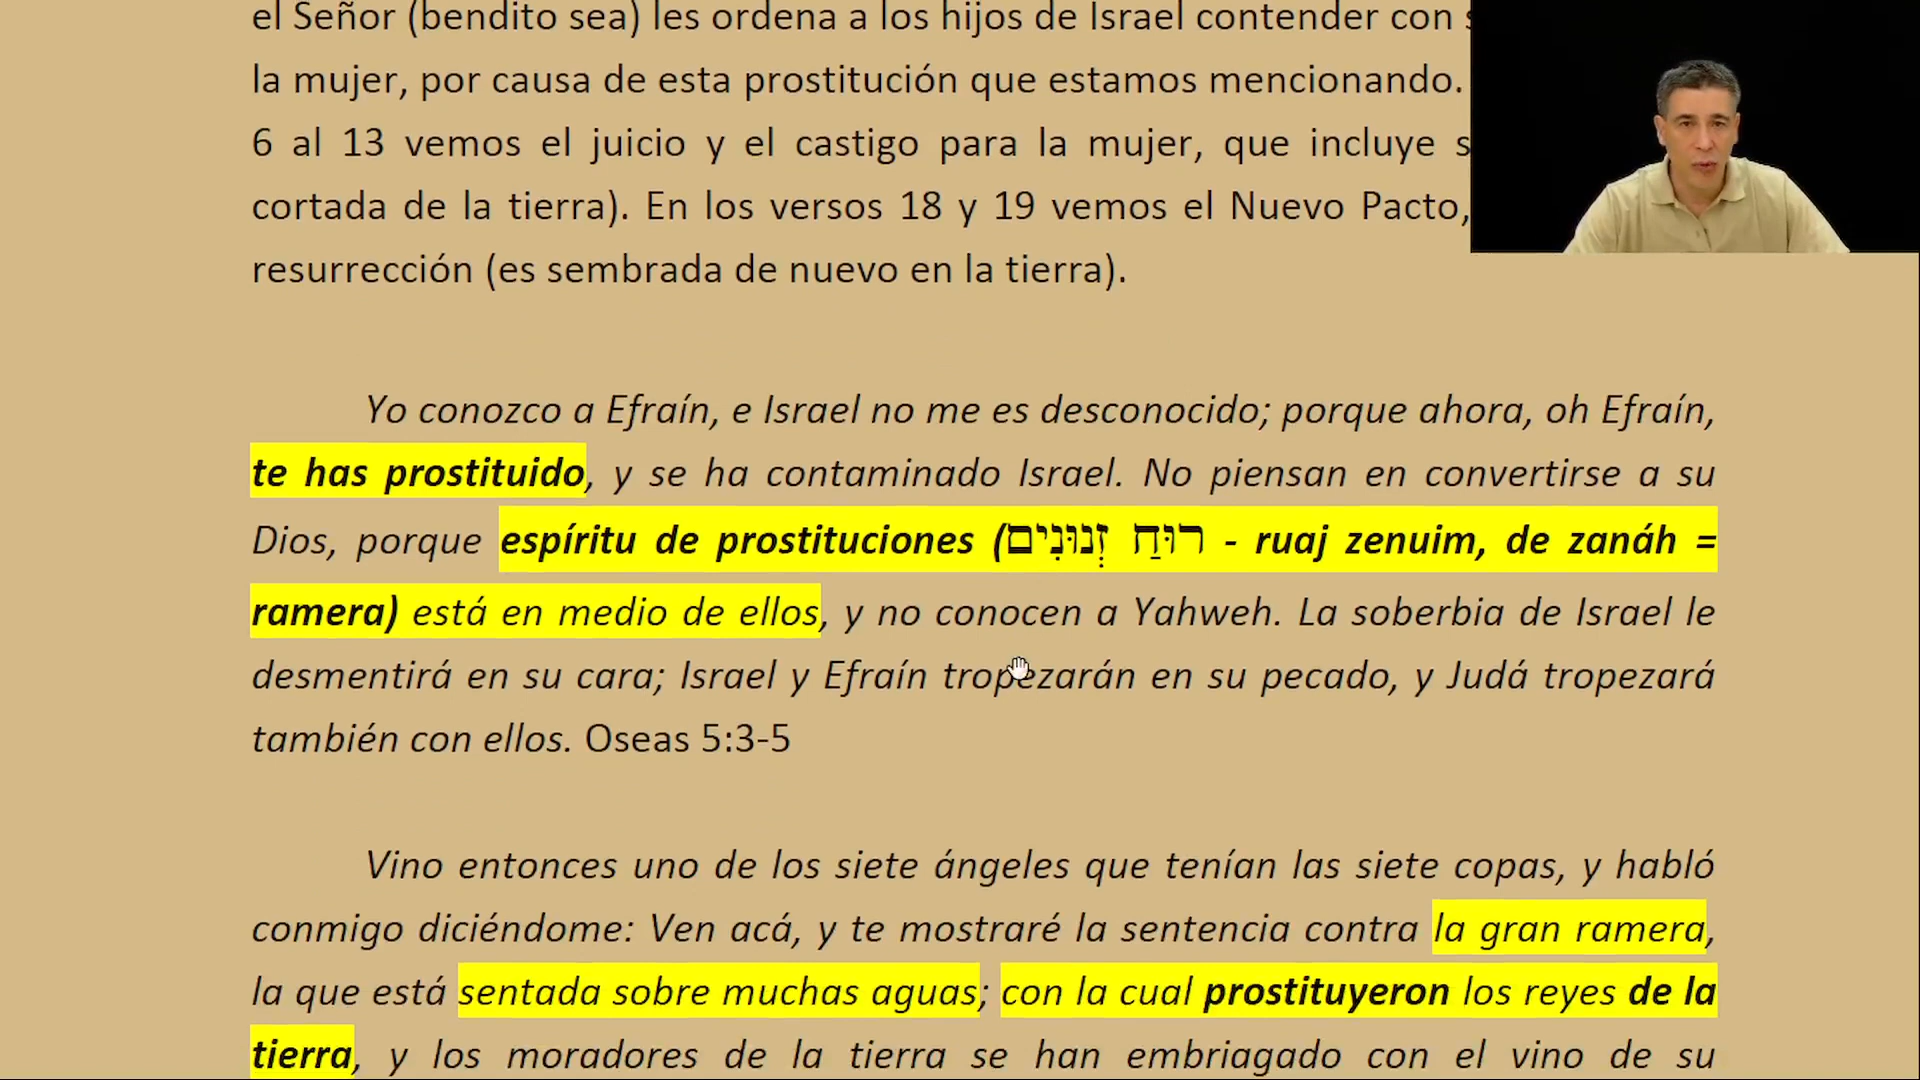 el Señor (bendito sea) les ordena a los hijos de Israel contender con
la mujer, por causa de esta prostitución que estamos mencionando.
6 al 13 vemos el juicio y el castigo para la mujer, que incluye s
cortada de la tierra). En los versos 18 y 19 vemos el Nuevo Pacto,
resurrección (es sembrada de nuevo en la tierra).
Yo conozco a Efraín, e Israel no me es desconocido; porque ahora, oh Efraín,
te has prostituido, y se ha contaminado Israel. No piensan en convertirse a su
Dios, porque espíritu de prostituciones (רוּחַ זְנוּנִים - ruaj zenuim, de zanáh =
ramera) está en medio de ellos, y no conocen a Yahweh. La soberbia de Israel le
desmentirá en su cara; Israel y Efraín tropezarán en su pecado, y Judá tropezará
también con ellos. Oseas 5:3-5
Vino entonces uno de los siete ángeles que tenían las siete copas, y habló
conmigo diciéndome: Ven acá, y te mostraré la sentencia contra la gran ramera,
la que está sentada sobre muchas aguas; con la cual prostituyeron los reyes de la
tierra, y los moradores de la tierra se han embriagado con el vino de su